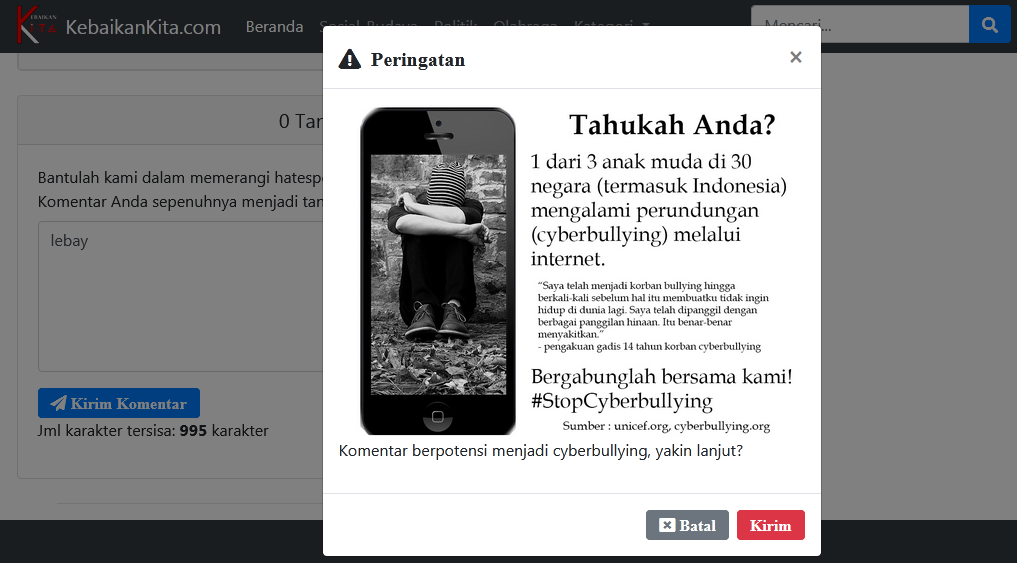 KEBAIKAN
KITA
KebaikanKita.com
Beranda
Sosial-Budaya
Politik
Olahraga
Kategori
Mencari...
Peringatan
×
Tahukah Anda?
1 dari 3 anak muda di 30
negara (termasuk Indonesia)
mengalami perundungan
(cyberbullying) melalui
internet.
“Saya telah menjadi korban bullying hingga
berkali-kali sebelum hal itu membuatku tidak ingin
hidup di dunia lagi. Saya telah dipanggil dengan
berbagai panggilan hinaan. Itu benar-benar
menyakitkan.”
- pengakuan gadis 14 tahun korban cyberbullying
Bergabunglah bersama kami!
#StopCyberbullying
Sumber : unicef.org, cyberbullying.org
Komentar berpotensi menjadi cyberbullying, yakin lanjut?
Batal
Kirim
0
Bantulah kami dalam memerangi
Komentar Anda sepenuhnya menjadi
lebay
Kirim Komentar
Jml karakter tersisa: 995 karakter